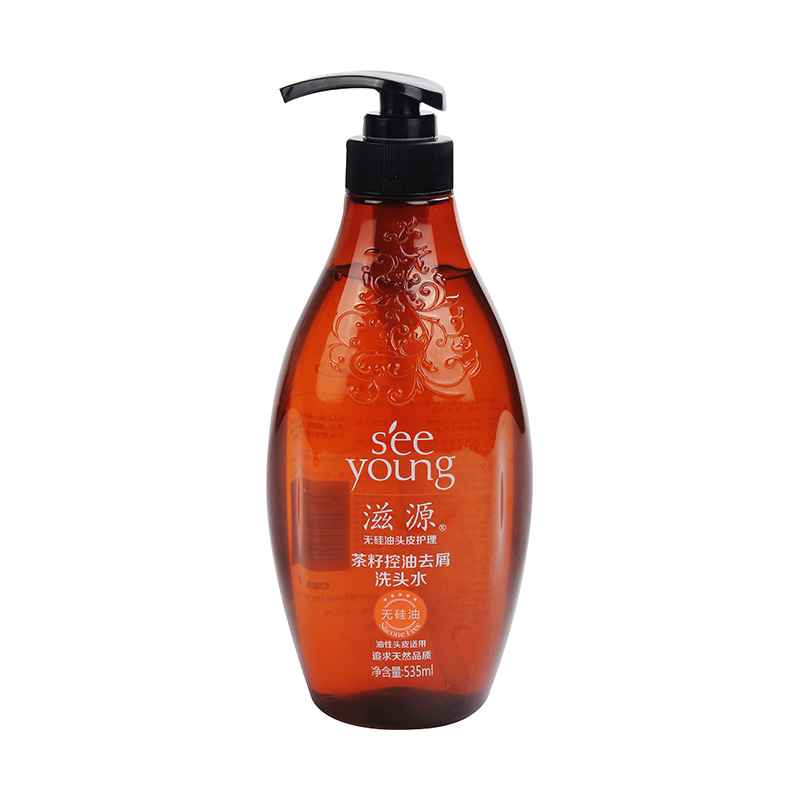 s'ee
young
滋源®
无硅油头皮护理
茶籽控油去屑
洗头水
无硅油
Silicone Free
油性头皮适用
追求天然品质
净含量:535ml